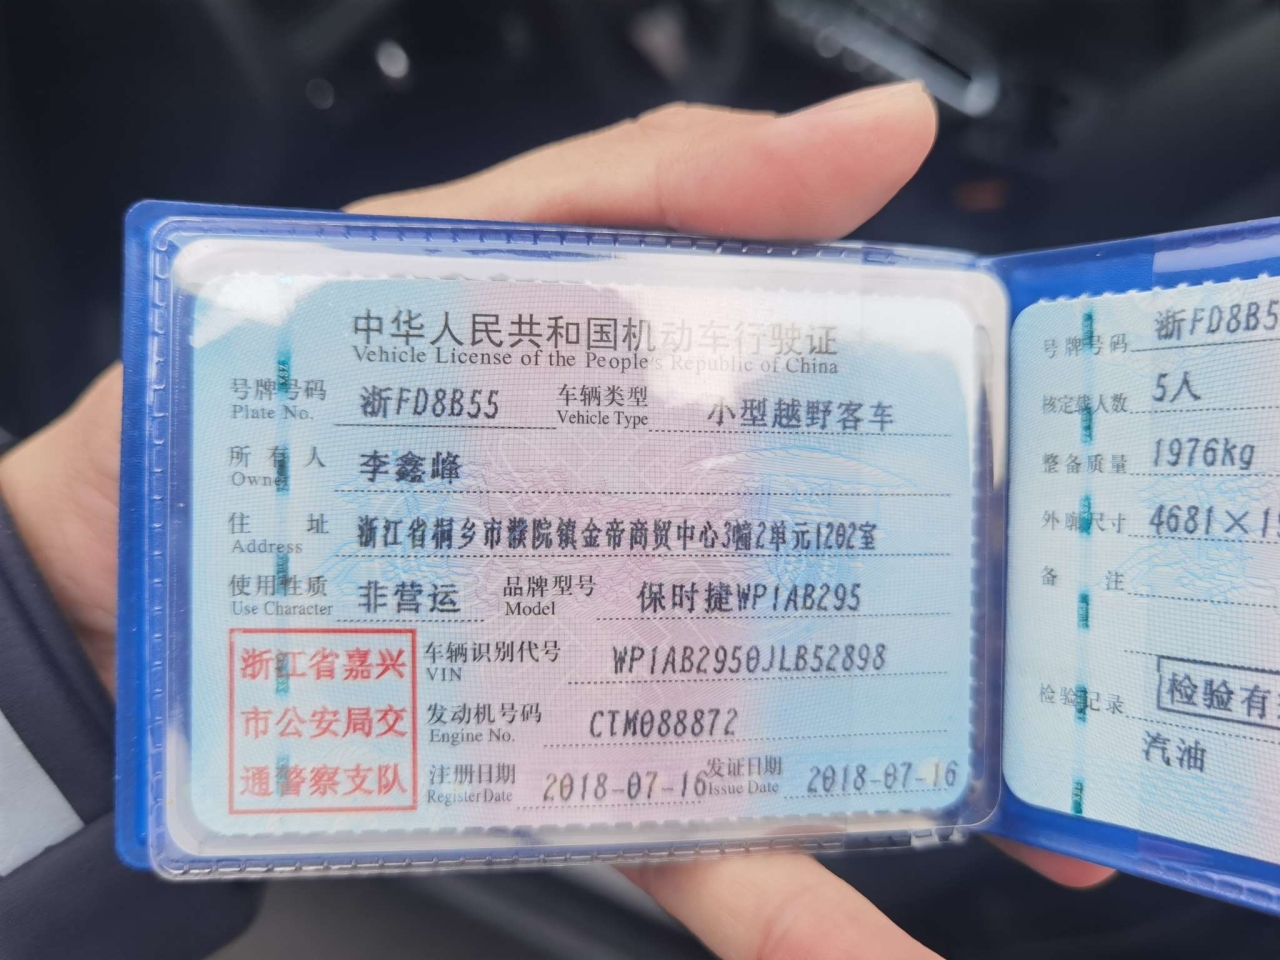 中华人民共和国机动车行驶证
Vehicle License of the People's Republic of China
号牌号码 浙FD8B55 车辆类型 小型越野客车
Plate No. Vehicle Type
所有人 李鑫峰
Owner
住址 浙江省桐乡市濮院镇金帝商贸中心3幢2单元1202室
Address
使用性质 非营运 品牌型号 保时捷WP1AB295
Use Character Model
车辆识别代号 WP1AB2950JLB52898
VIN
发动机号码 CTM088872
Engine No.
注册日期 2018-07-16 发证日期 2018-07-16
Register Date Issue Date
浙江省嘉兴
市公安局交
通警察支队
号牌号码 浙FD8B5
核定载人数 5人
整备质量 1976kg
外廓尺寸 4681×1
备注
检验记录 检验有
汽油